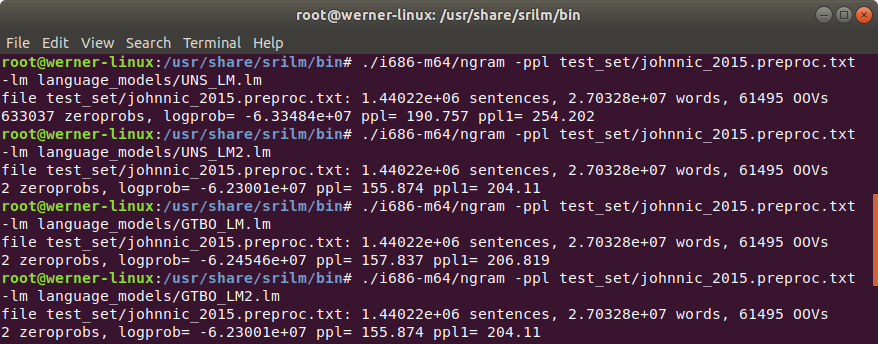 root@werner-linux: /usr/share/srilm/bin
File Edit View Search Terminal Help
root@werner-linux:/usr/share/srilm/bin# ./i686-m64/ngram -ppl test_set/johnnic_2015.preproc.txt
-lm language_models/UNS_LM.lm
file test_set/johnnic_2015.preproc.txt: 1.44022e+06 sentences, 2.70328e+07 words, 61495 OOVs
633037 zeroprobs, logprob= -6.33484e+07 ppl= 190.757 ppl1= 254.202
root@werner-linux:/usr/share/srilm/bin# ./i686-m64/ngram -ppl test_set/johnnic_2015.preproc.txt
-lm language_models/UNS_LM2.lm
file test_set/johnnic_2015.preproc.txt: 1.44022e+06 sentences, 2.70328e+07 words, 61495 OOVs
2 zeroprobs, logprob= -6.23001e+07 ppl= 155.874 ppl1= 204.11
root@werner-linux:/usr/share/srilm/bin# ./i686-m64/ngram -ppl test_set/johnnic_2015.preproc.txt
-lm language_models/GTBO_LM.lm
file test_set/johnnic_2015.preproc.txt: 1.44022e+06 sentences, 2.70328e+07 words, 61495 OOVs
2 zeroprobs, logprob= -6.24546e+07 ppl= 157.837 ppl1= 206.819
root@werner-linux:/usr/share/srilm/bin# ./i686-m64/ngram -ppl test_set/johnnic_2015.preproc.txt
-lm language_models/GTBO_LM2.lm
file test_set/johnnic_2015.preproc.txt: 1.44022e+06 sentences, 2.70328e+07 words, 61495 OOVs
2 zeroprobs, logprob= -6.23001e+07 ppl= 155.874 ppl1= 204.11